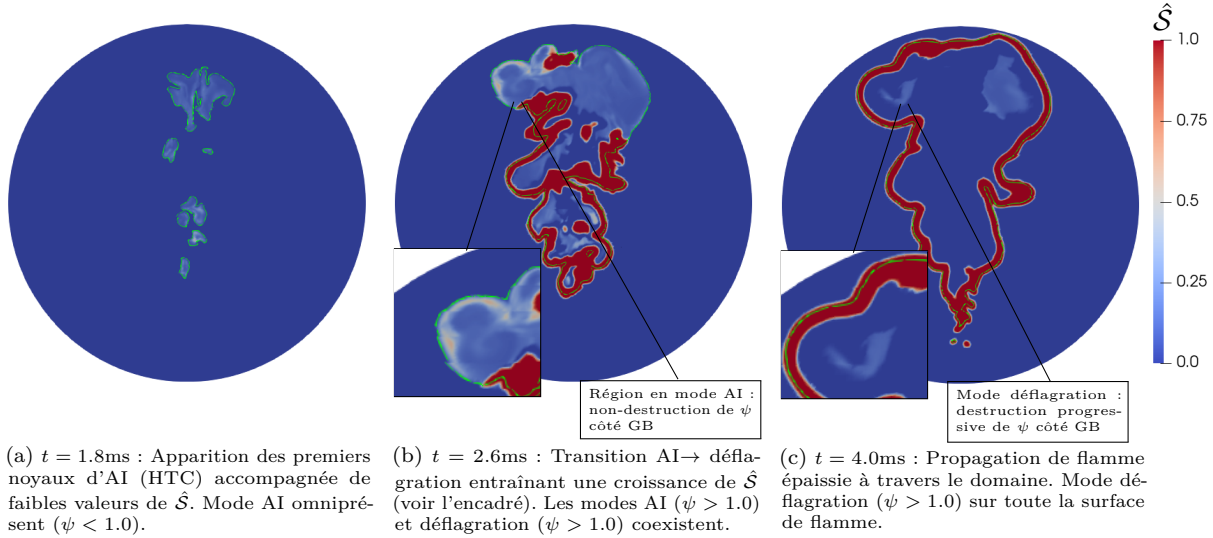 Ŝ
1.0
0.75
0.5
0.25
0.0
Région en mode AI :
non-destruction de ψ
côté GB
Mode déflagration :
destruction progres-
sive de ψ côté GB
(a) t = 1.8ms : Apparition des premiers
noyaux d'AI (HTC) accompagnée de
faibles valeurs de Ŝ. Mode AI omnipré-
sent (ψ < 1.0).
(b) t = 2.6ms : Transition AI→ défla-
gration entraînant une croissance de Ŝ
(voir l'encadré). Les modes AI (ψ > 1.0)
et déflagration (ψ > 1.0) coexistent.
(c) t = 4.0ms : Propagation de flamme
épaissie à travers le domaine. Mode dé-
flagration (ψ > 1.0) sur toute la surface
de flamme.